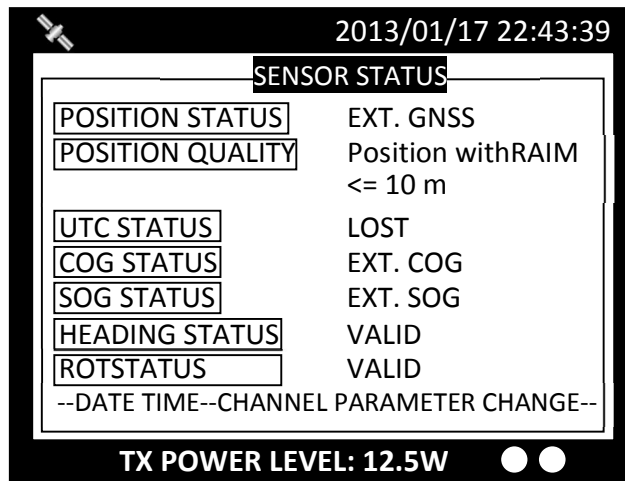 2013/01/17 22:43:39
SENSOR STATUS
POSITION STATUS EXT. GNSS
POSITION QUALITY Position withRAIM
<= 10 m
UTC STATUS LOST
COG STATUS EXT. COG
SOG STATUS EXT. SOG
HEADING STATUS VALID
ROTSTATUS VALID
--DATE TIME--CHANNEL PARAMETER CHANGE--
TX POWER LEVEL: 12.5W